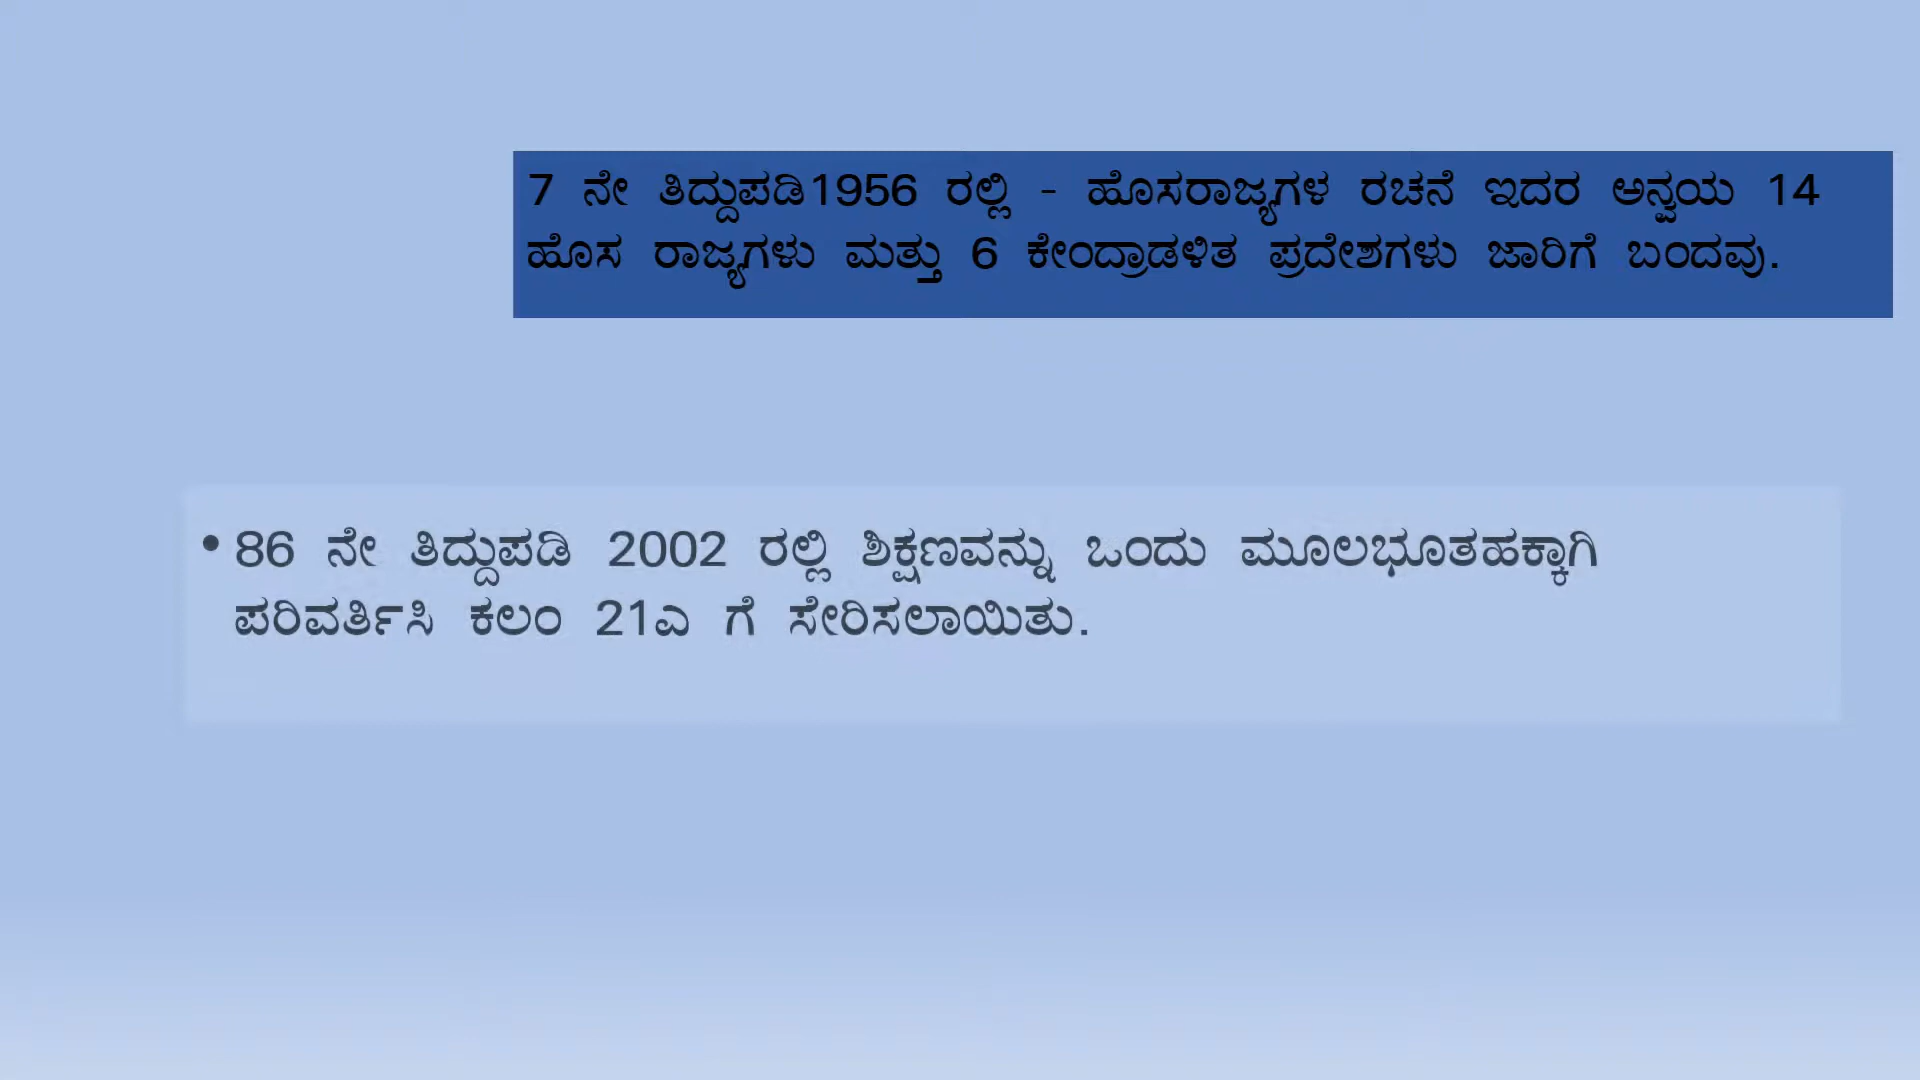 7 ನೇ ತಿದ್ದುಪಡಿ1956 ರಲ್ಲಿ - ಹೊಸರಾಜ್ಯಗಳ ರಚನೆ ಇದರ ಅನ್ವಯ 14
ಹೊಸ ರಾಜ್ಯಗಳು ಮತ್ತು 6 ಕೇಂದ್ರಾಡಳಿತ ಪ್ರದೇಶಗಳು ಜಾರಿಗೆ ಬಂದವು.
• 86 ನೇ ತಿದ್ದುಪಡಿ 2002 ರಲ್ಲಿ ಶಿಕ್ಷಣವನ್ನು ಒಂದು ಮೂಲಭೂತಹಕ್ಕಾಗಿ
ಪರಿವರ್ತಿಸಿ ಕಲಂ 21ಎ ಗೆ ಸೇರಿಸಲಾಯಿತು.